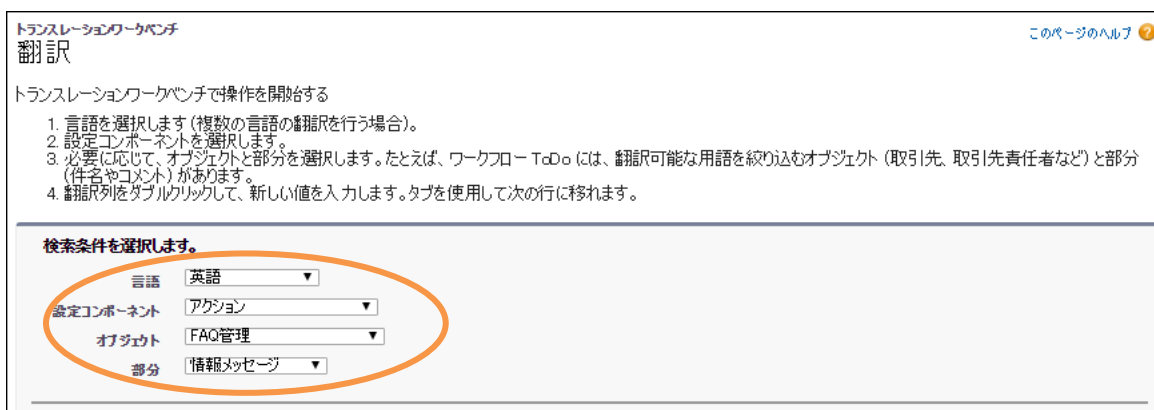 トランスレーションワークベンチ
このページのヘルプ ?
翻訳
トランスレーションワークベンチで操作を開始する
1. 言語を選択します (複数の言語の翻訳を行う場合)。
2. 設定コンポーネントを選択します。
3. 必要に応じて、オブジェクトと部分を選択します。たとえば、ワークフロー ToDo には、翻訳可能な用語を絞り込むオブジェクト (取引先、取引先責任者など) と部分
(件名やコメント) があります。
4. 翻訳列をダブルクリックして、新しい値を入力します。タブを使用して次の行に移れます。
検索条件を選択します。
言語 英語
設定コンポーネント アクション
オブジェクト FAQ管理
部分 情報メッセージ